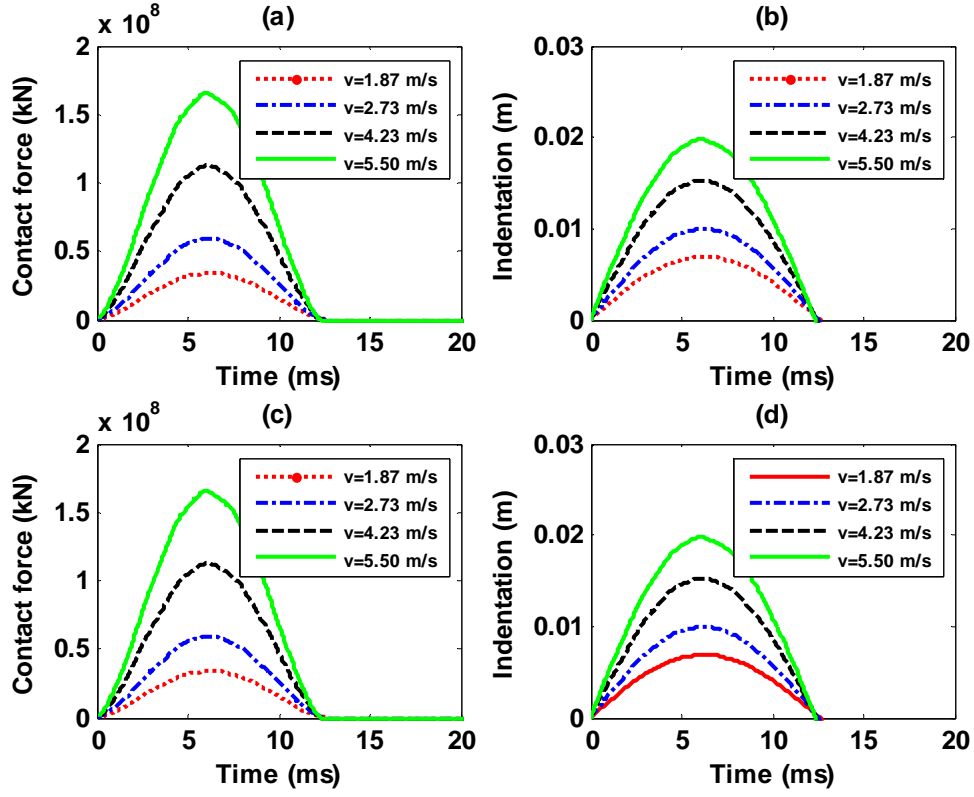 (a)
x 10^8
Contact force (kN)
2
1.5
1
0.5
0
0 5 10 15 20
Time (ms)
v=1.87 m/s
v=2.73 m/s
v=4.23 m/s
v=5.50 m/s
(b)
Indentation (m)
0.03
0.02
0.01
0
0 5 10 15 20
Time (ms)
v=1.87 m/s
v=2.73 m/s
v=4.23 m/s
v=5.50 m/s
(c)
x 10^8
Contact force (kN)
2
1.5
1
0.5
0
0 5 10 15 20
Time (ms)
v=1.87 m/s
v=2.73 m/s
v=4.23 m/s
v=5.50 m/s
(d)
Indentation (m)
0.03
0.02
0.01
0
0 5 10 15 20
Time (ms)
v=1.87 m/s
v=2.73 m/s
v=4.23 m/s
v=5.50 m/s